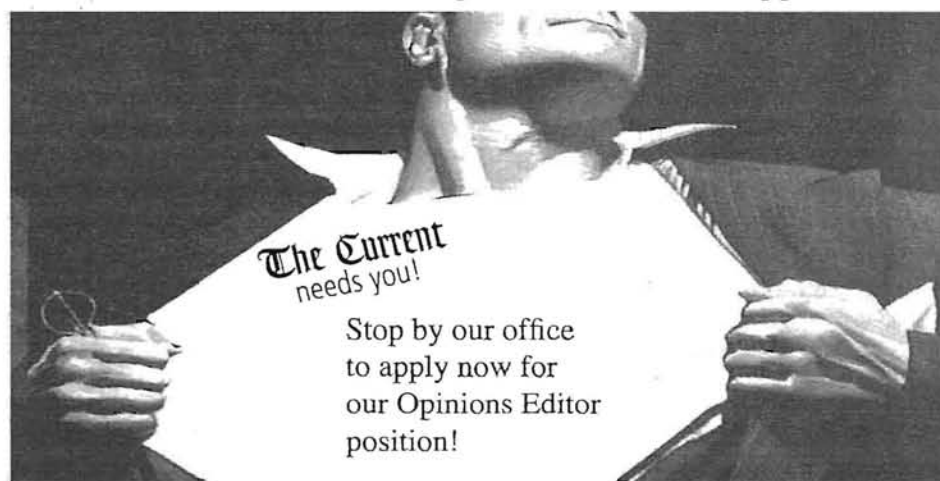 The Current
needs you!
Stop by our office
to apply now for
our Opinions Editor
position!